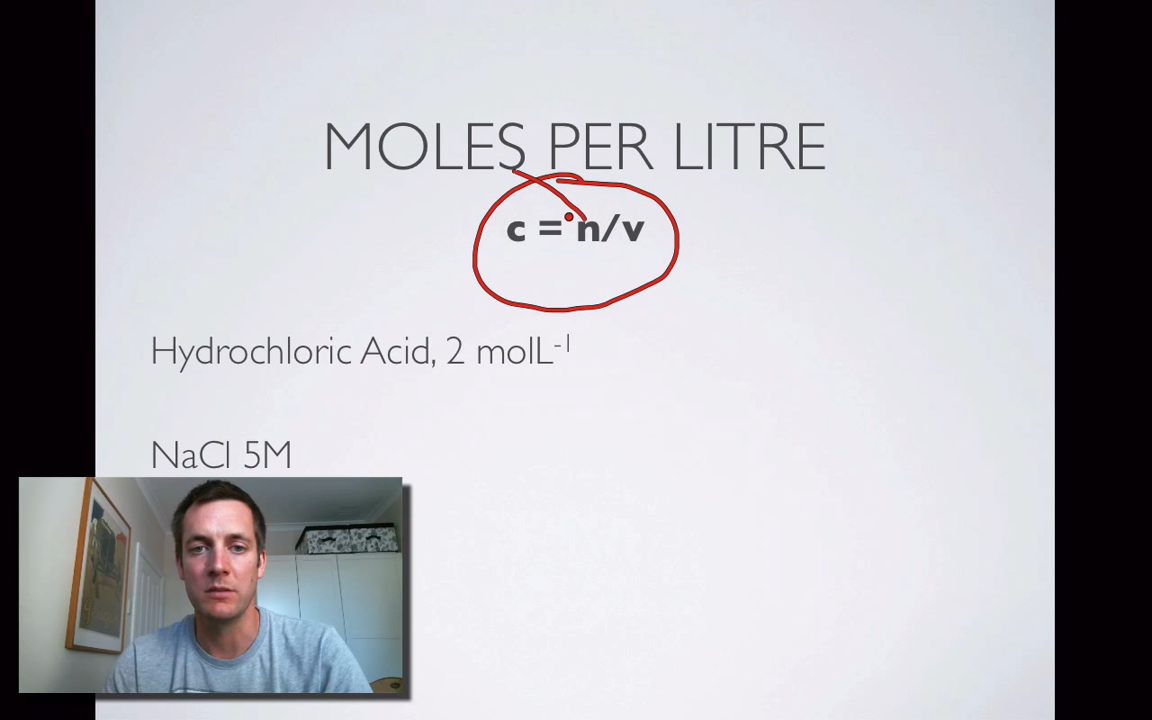 MOLES PER LITRE
c = n/v
Hydrochloric Acid, 2 molL⁻¹
NaCl 5M